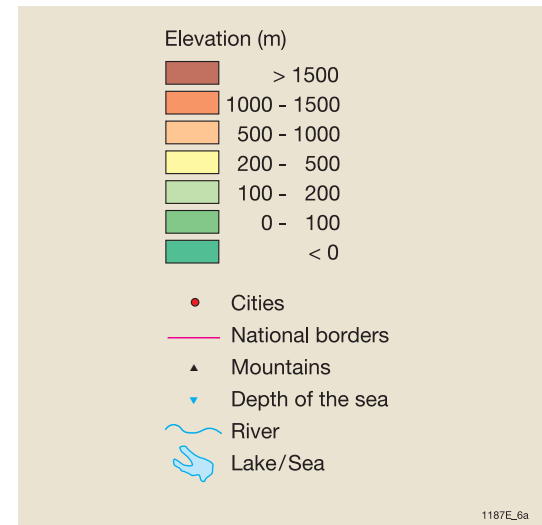 Elevation (m)
> 1500
1000 - 1500
500 - 1000
200 - 500
100 - 200
0 - 100
< 0
Cities
National borders
Mountains
Depth of the sea
River
Lake/Sea
1187E_6a